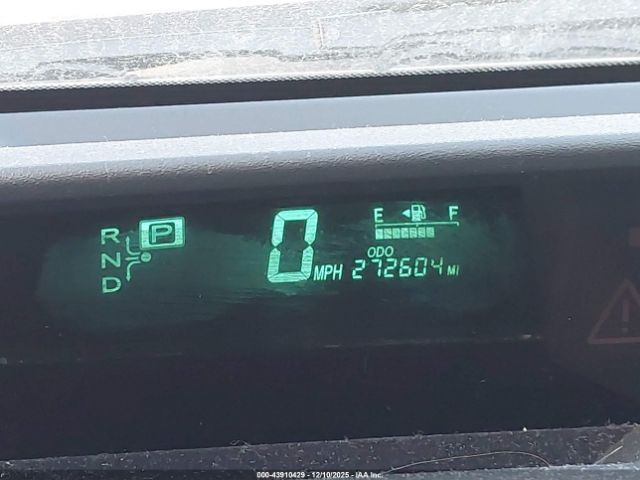 R P
N
D
0 MPH
E F
ODO
272604 MI
000-43910429 - 12/10/2025 - IAA Inc.